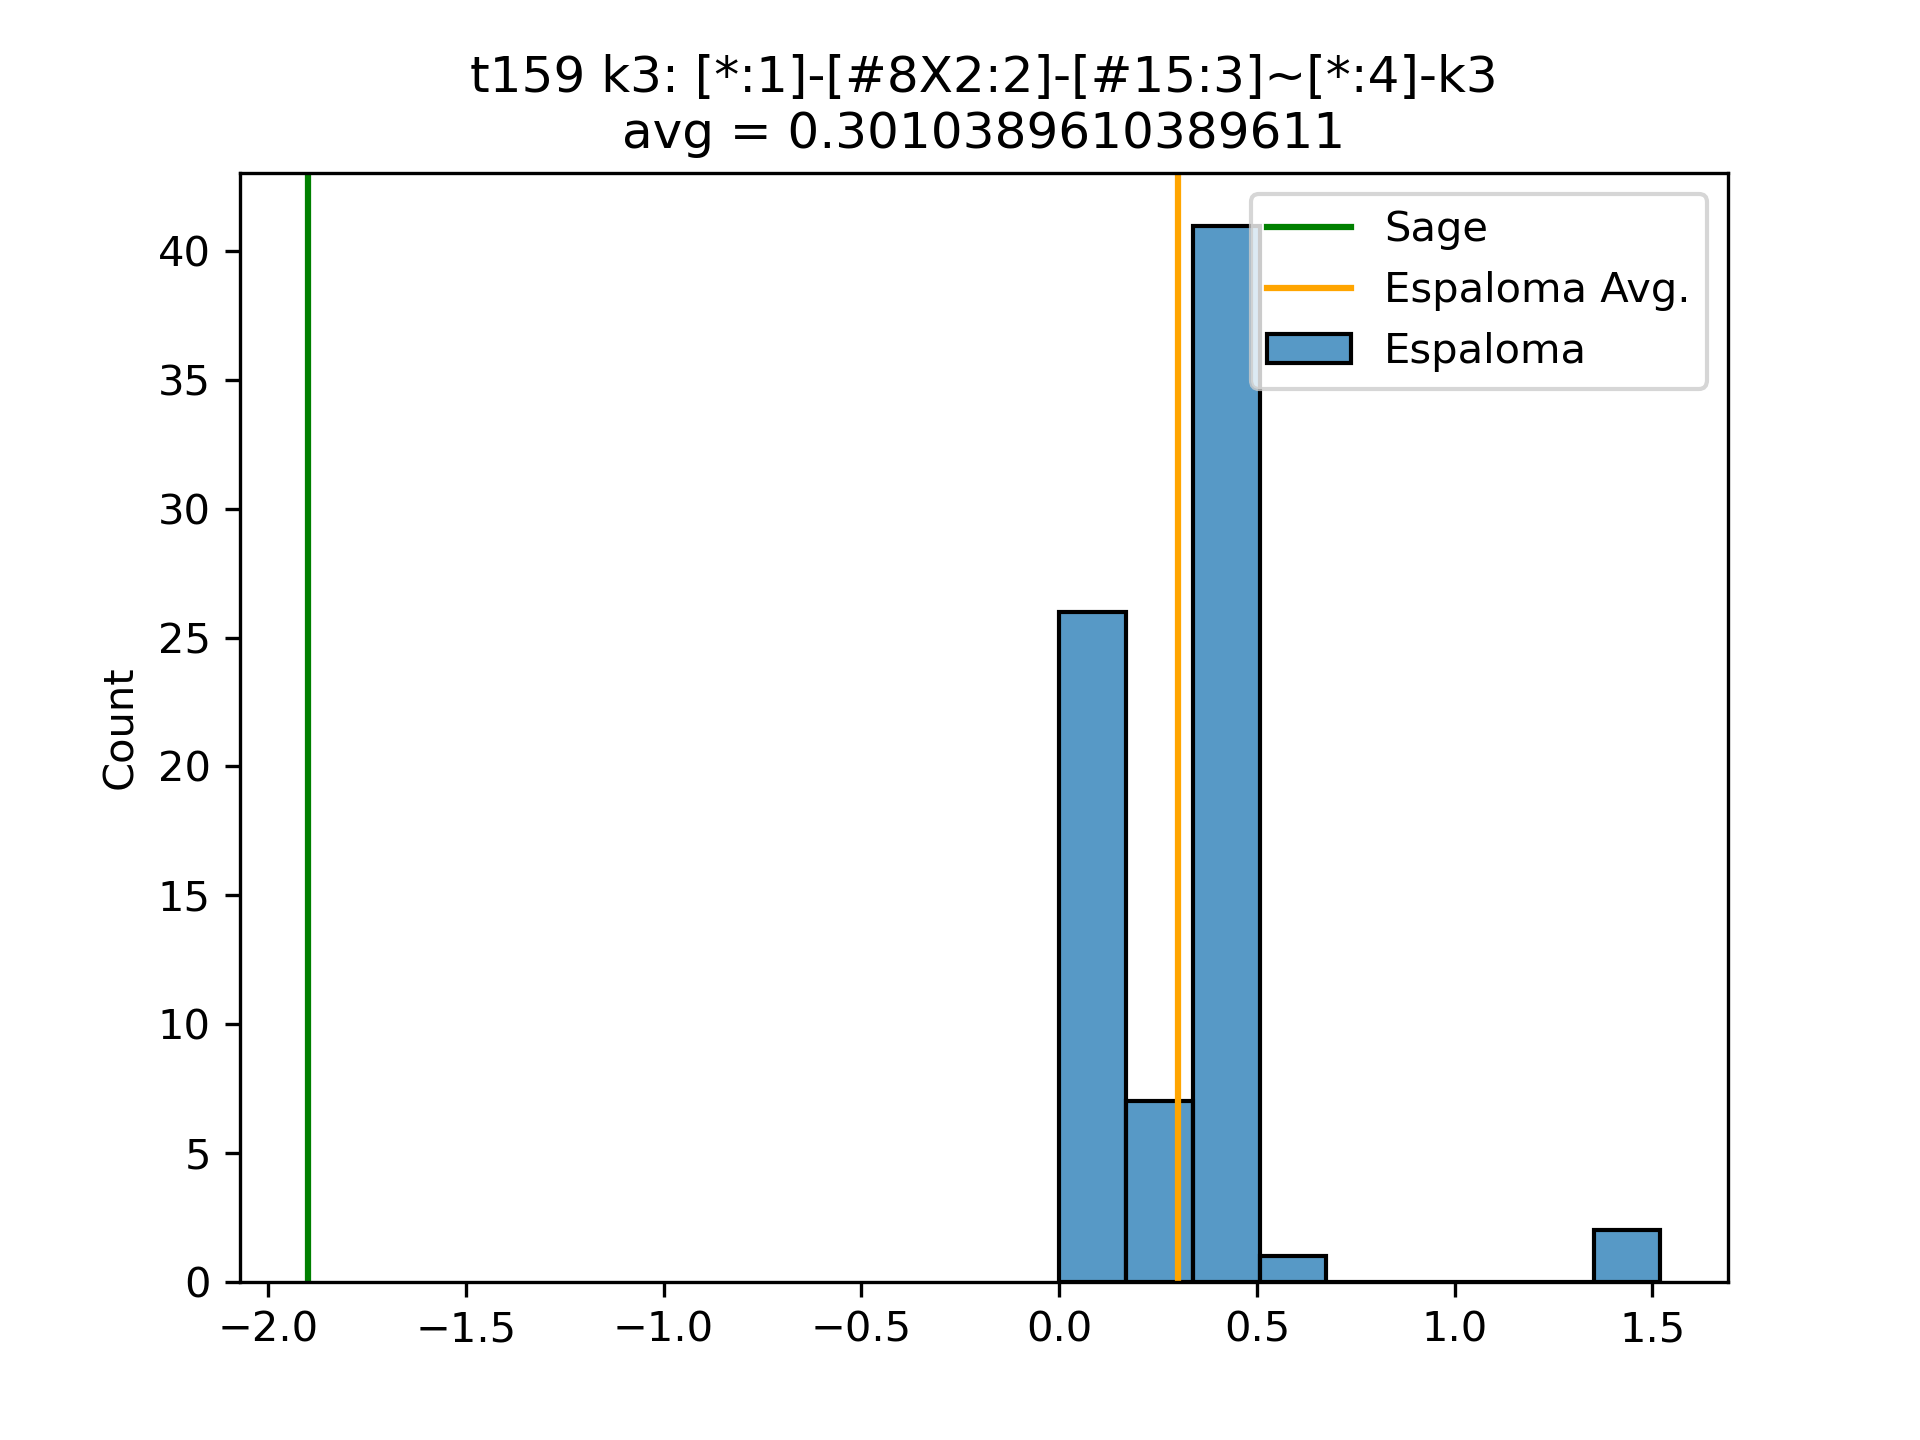 t159 k3: [*:1]-[#8X2:2]-[#15:3]~[*:4]-k3
avg = 0.3010389610389611
Sage
Espaloma Avg.
Espaloma
Count
40
35
30
25
20
15
10
5
0
−2.0 −1.5 −1.0 −0.5 0.0 0.5 1.0 1.5